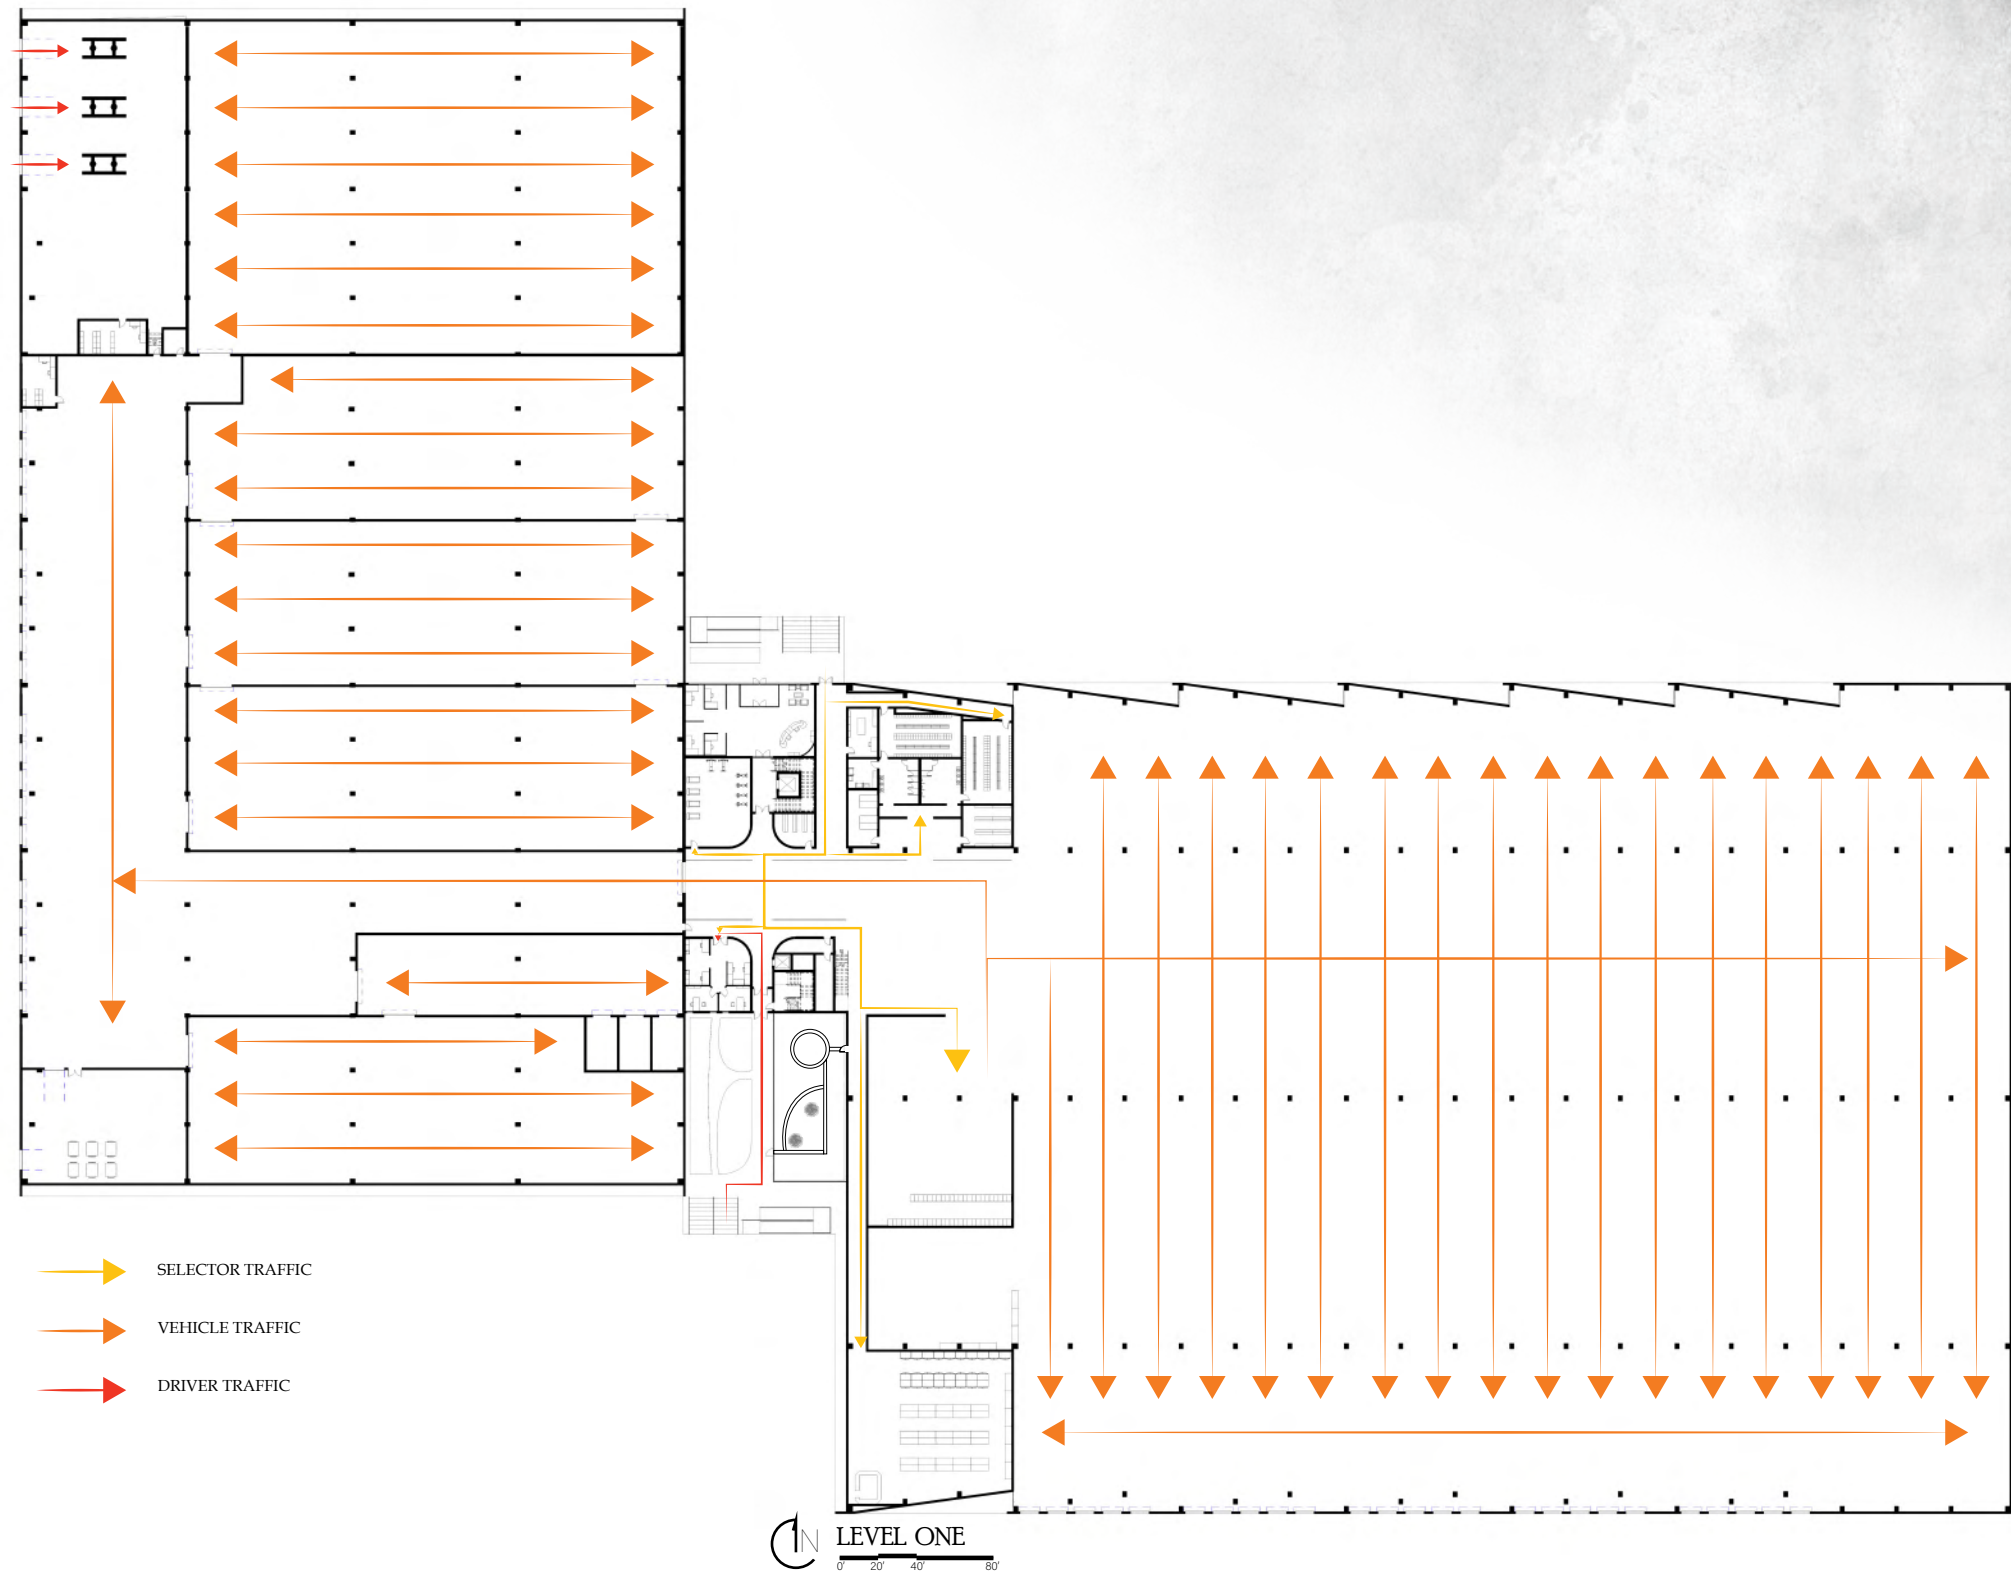 SELECTOR TRAFFIC
VEHICLE TRAFFIC
DRIVER TRAFFIC
N
LEVEL ONE
0' 20' 40' 80'